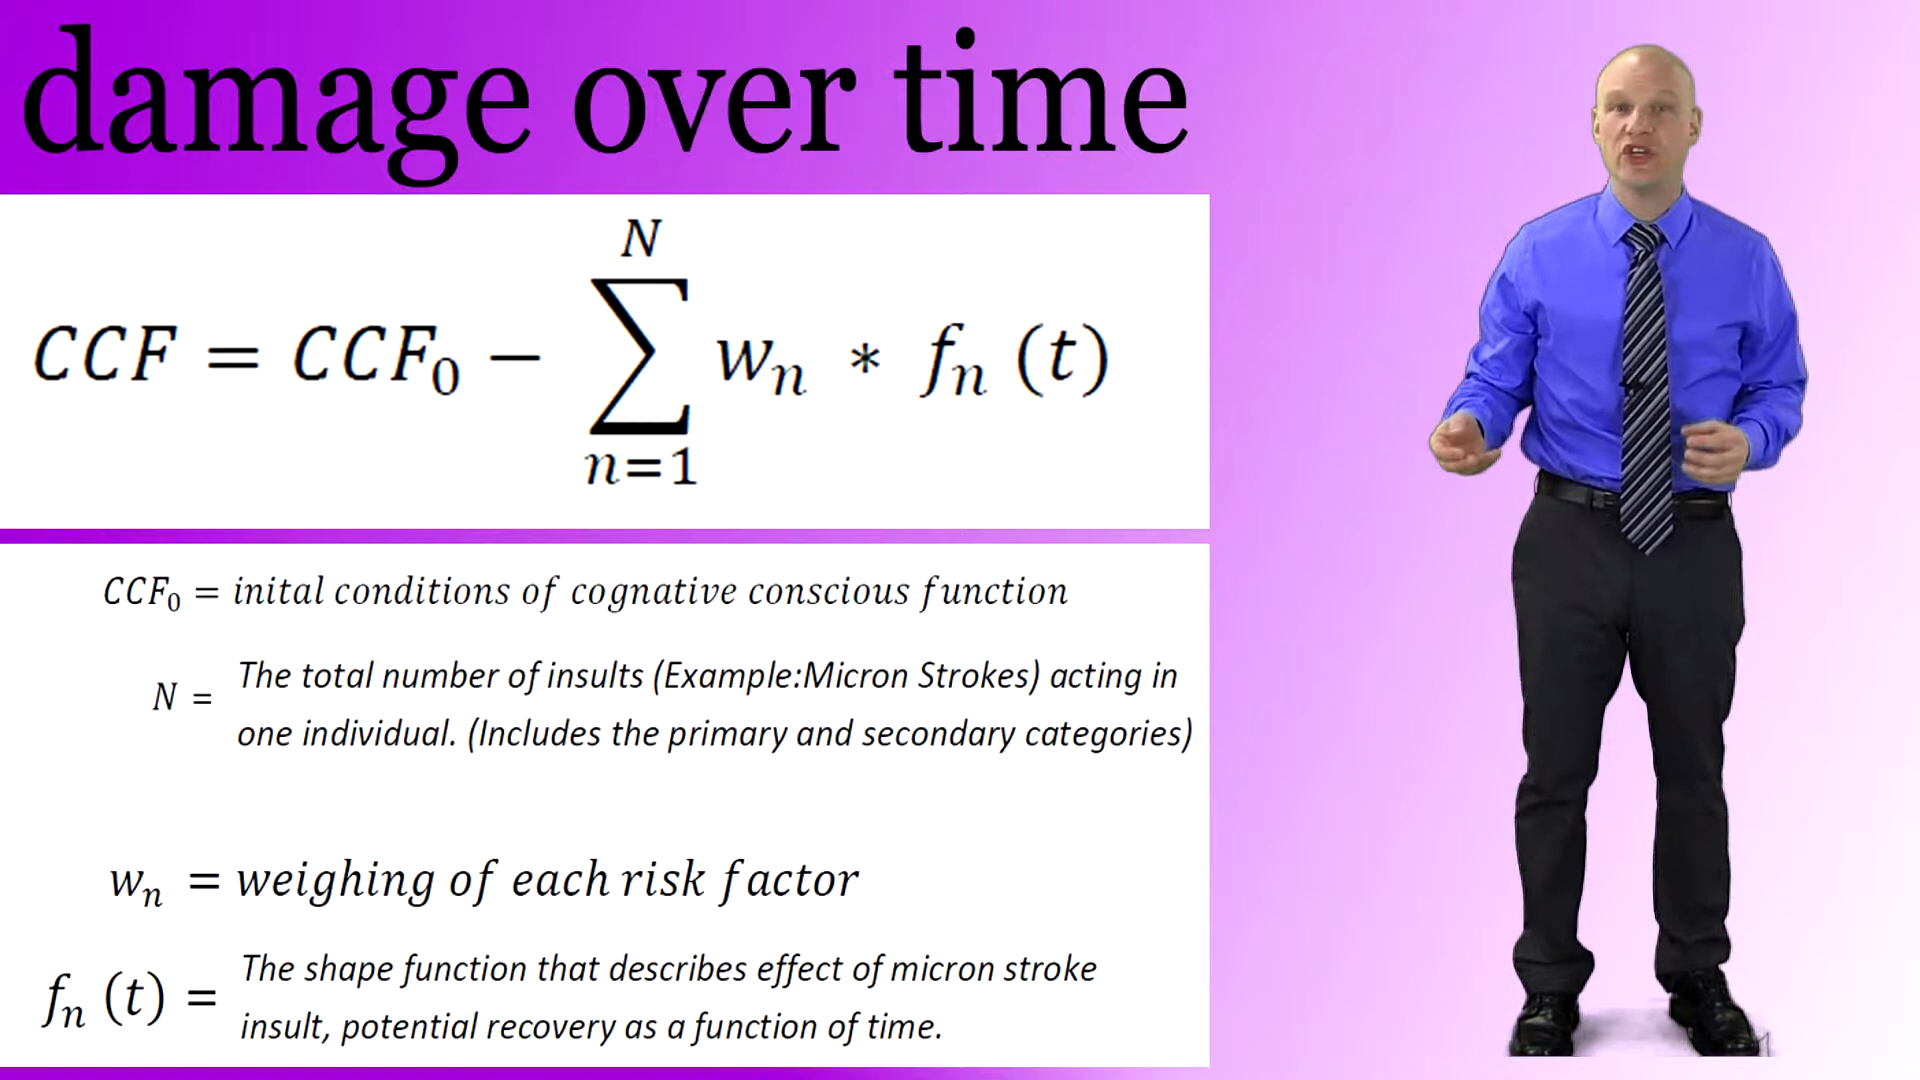 damage over time
N
CCF = CCF₀ − ∑ wₙ * fₙ (t)
n=1
CCF₀ = inital conditions of cognative conscious function
N = The total number of insults (Example:Micron Strokes) acting in
one individual. (Includes the primary and secondary categories)
wₙ = weighing of each risk factor
fₙ (t) = The shape function that describes effect of micron stroke
insult, potential recovery as a function of time.